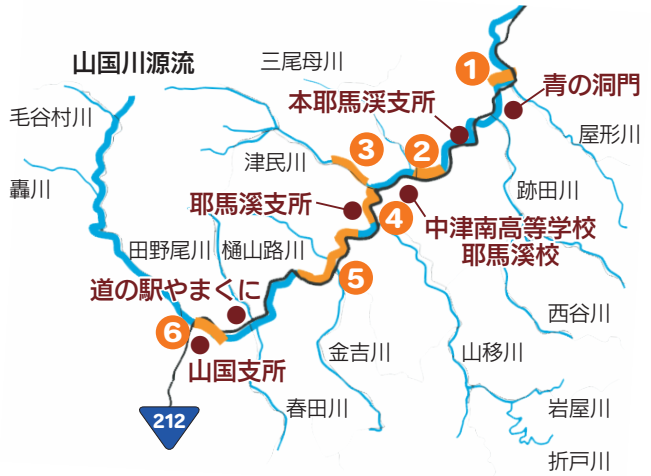 山国川源流
三尾母川
1
青の洞門
毛谷村川
本耶馬渓支所
屋形川
津民川
3
2
轟川
跡田川
耶馬渓支所
4
中津南高等学校
耶馬溪校
田野尾川
樋山路川
道の駅やまくに
5
西谷川
6
山国支所
金吉川
山移川
212
春田川
岩屋川
折戸川